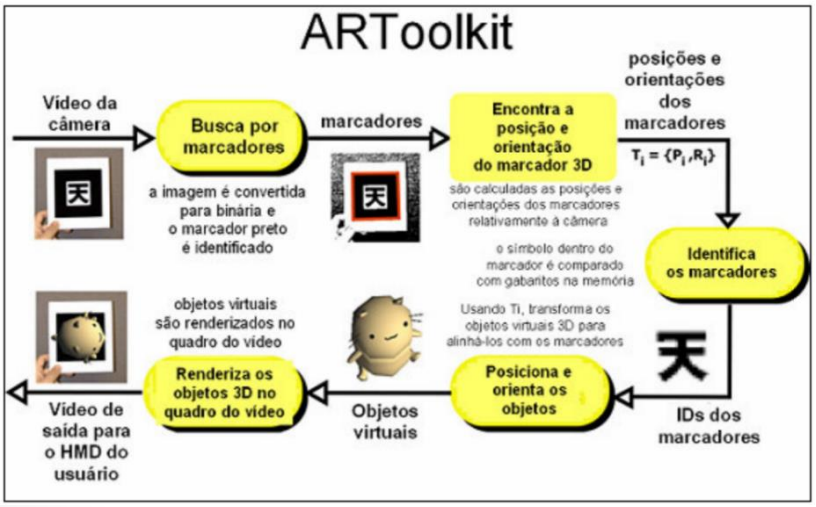 ARToolkit
Vídeo da
câmera
Busca por
marcadores
a imagem é convertida
para binária e
o marcador preto
é identificado
marcadores
Encontra a
posição e
orientação
do marcador 3D
são calculadas as posições e
orientações dos marcadores
relativamente à câmera
posições e
orientações
dos
marcadores
Ti = {Pi,Ri}
Identifica
os marcadores
o símbolo dentro do
marcador é comparado
com gabaritos na memória
天
天
天
IDs dos
marcadores
Usando Ti, transforma os
objetos virtuais 3D para
alinhá-los com os marcadores
Posiciona e
orienta os
objetos
Objetos
virtuais
objetos virtuais
são renderizados no
quadro do vídeo
Renderiza os
objetos 3D no
quadro do vídeo
Vídeo de
saída para
o HMD do
usuário